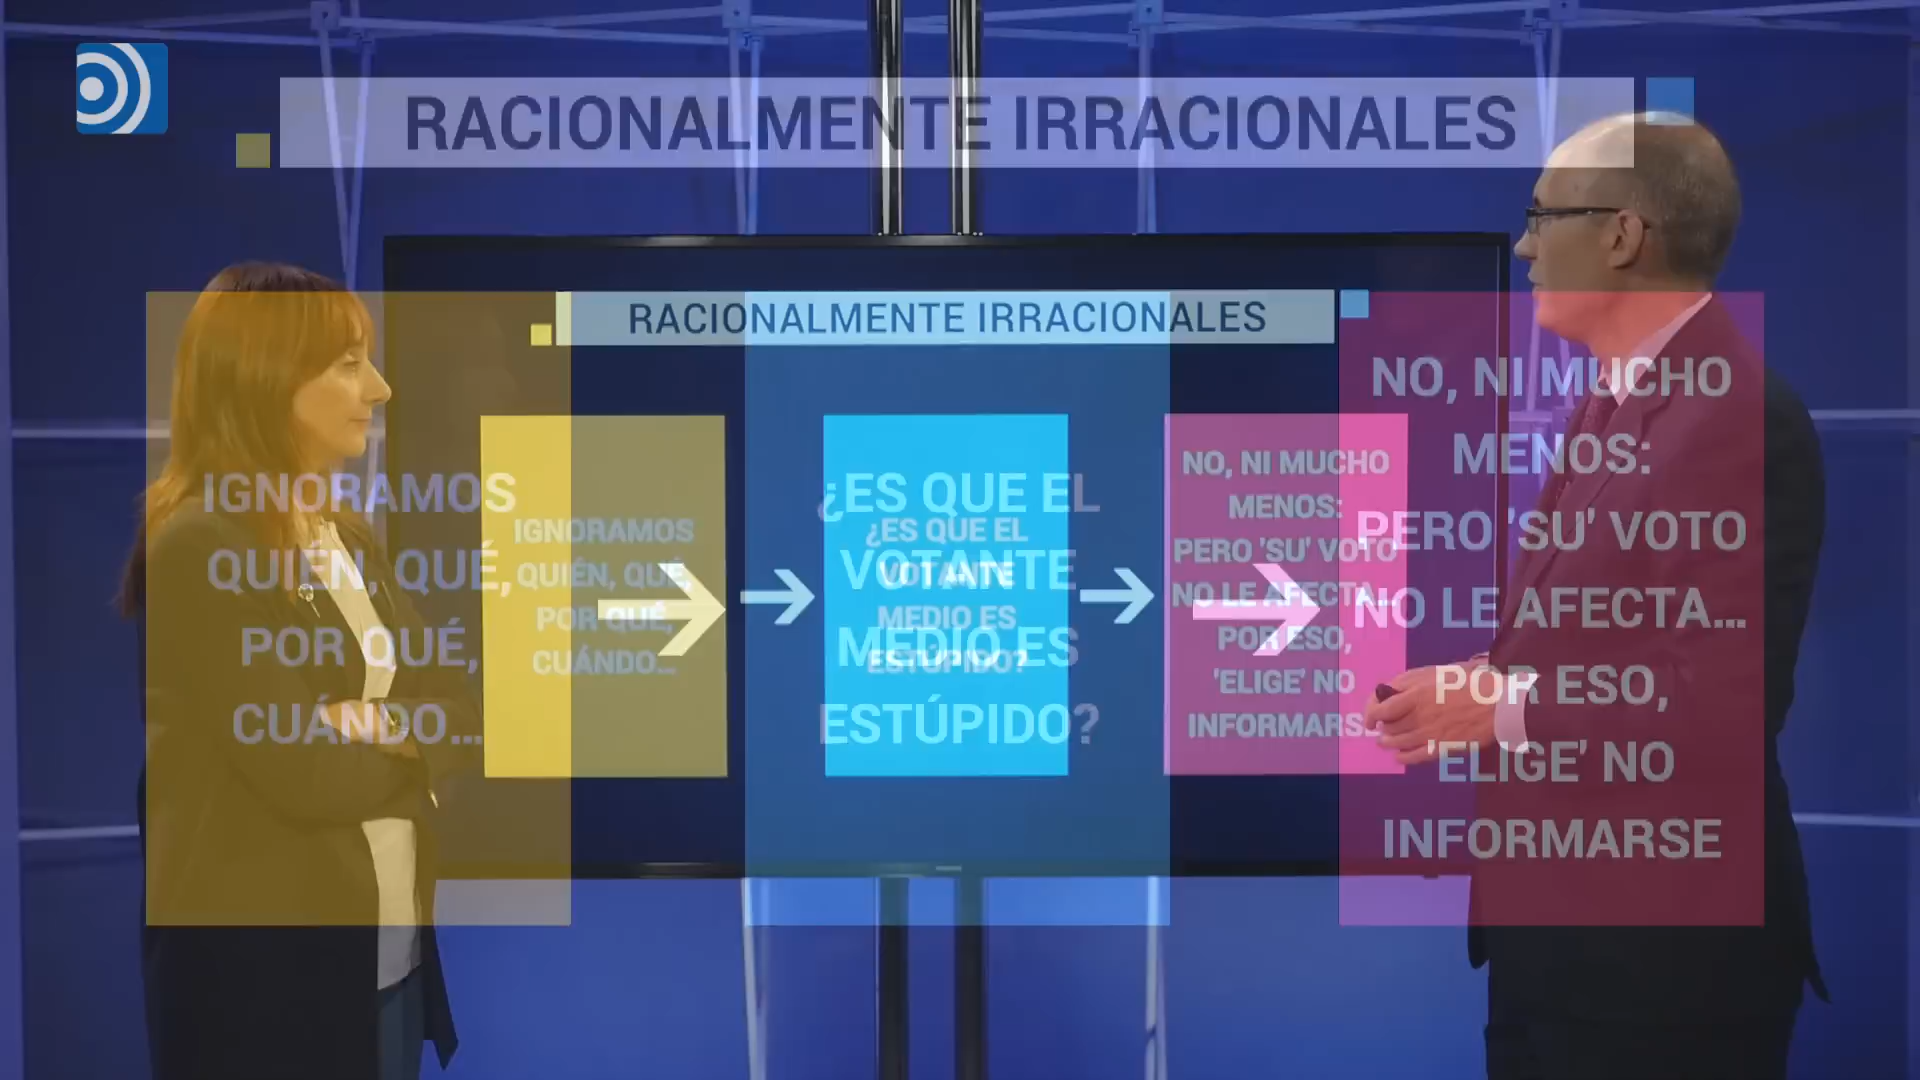 RACIONALMENTE IRRACIONALES
RACIONALMENTE IRRACIONALES
IGNORAMOS
QUIÉN, QUÉ,
POR QUÉ,
CUÁNDO...
IGNORAMOS
QUIÉN, QUÉ,
POR QUÉ,
CUÁNDO...
¿ES QUE EL
VOTANTE
MEDIO ES
ESTÚPIDO?
¿ES QUE EL
VOTANTE
MEDIO ES
ESTÚPIDO?
NO, NI MUCHO
MENOS:
PERO 'SU' VOTO
NO LE AFECTA...
POR ESO,
'ELIGE' NO
INFORMARSE
NO, NI MUCHO
MENOS:
PERO 'SU' VOTO
NO LE AFECTA...
POR ESO,
'ELIGE' NO
INFORMARSE